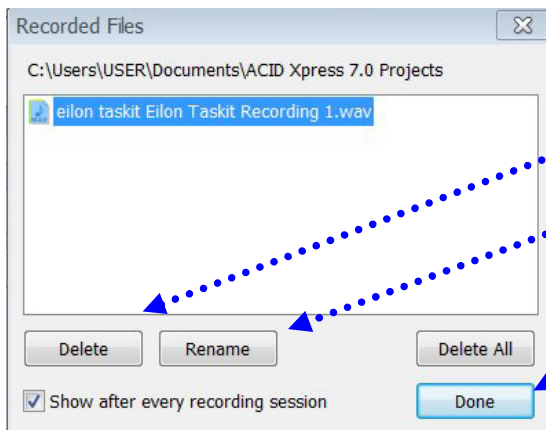 Recorded Files
C:\Users\USER\Documents\ACID Xpress 7.0 Projects
eilon taskit Eilon Taskit Recording 1.wav
Delete Rename Delete All
Show after every recording session Done